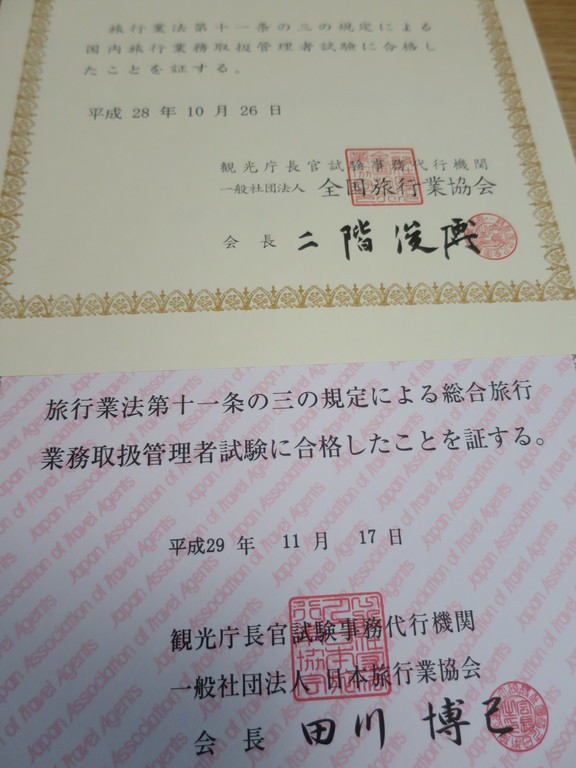 旅行業法第十一条の三の規定による
国内旅行業務取扱管理者試験に合格し
たことを証する。
平成 28 年 10 月 26 日
観光庁長官試験事務代行機関
一般社団法人 全国旅行業協会
会 長 二 階 俊 博
旅行業法第十一条の三の規定による総合旅行
業務取扱管理者試験に合格したことを証する。
平成29 年 11 月 17 日
観光庁長官試験事務代行機関
一般社団法人 日本旅行業協会
会 長 田 川 博 己
Japan Association of Travel Agents